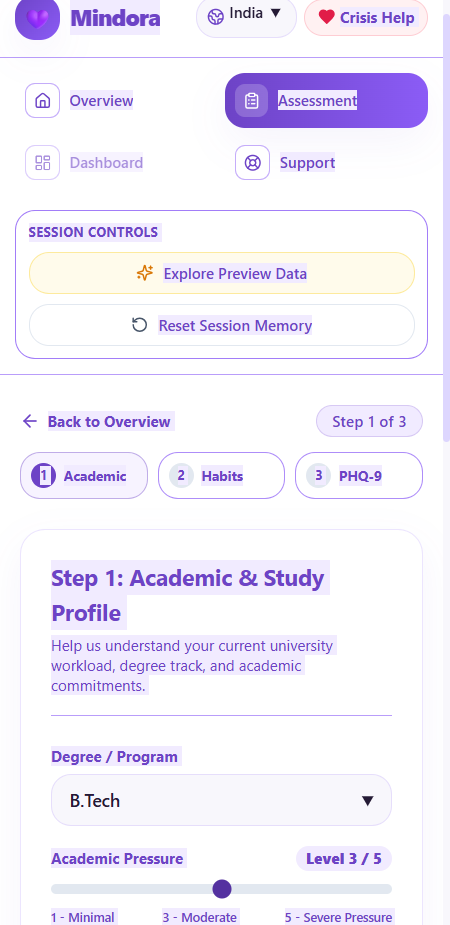 Mindora
India ▼
Crisis Help
Overview
Assessment
Dashboard
Support
SESSION CONTROLS
Explore Preview Data
Reset Session Memory
Back to Overview
Step 1 of 3
1 Academic
2 Habits
3 PHQ-9
Step 1: Academic & Study
Profile
Help us understand your current university
workload, degree track, and academic
commitments.
Degree / Program
B.Tech ▼
Academic Pressure
Level 3 / 5
1 - Minimal
3 - Moderate
5 - Severe Pressure